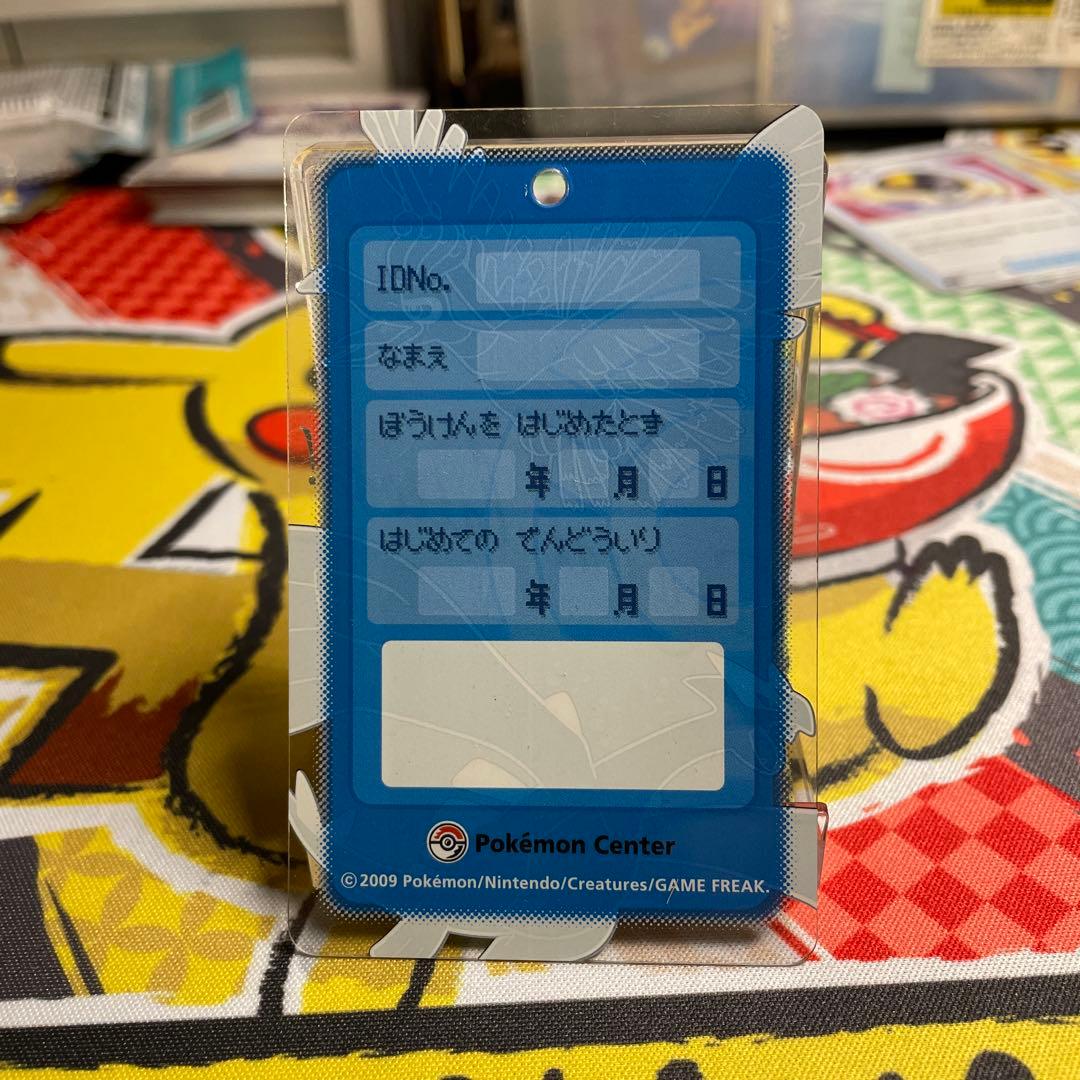 IDNo.
なまえ
ぼうけんを はじめたとき
年 月 日
はじめての でんどういり
年 月 日
Pokémon Center
©2009 Pokémon/Nintendo/Creatures/GAME FREAK.